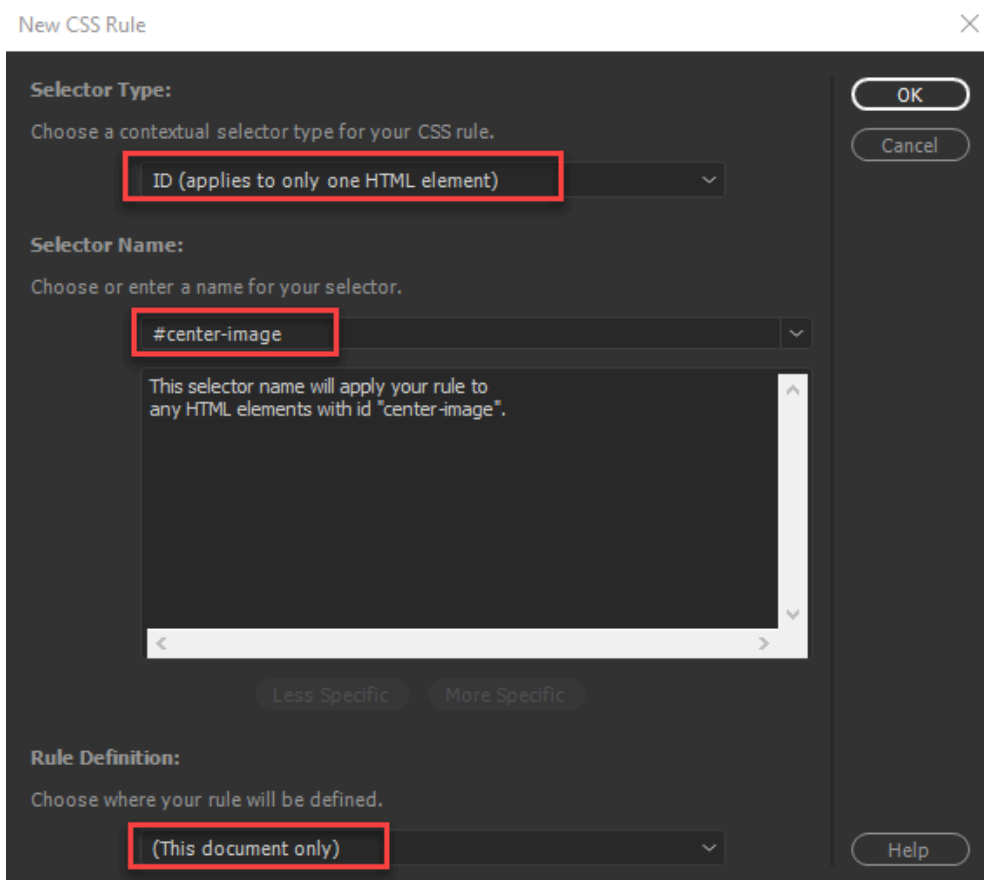 New CSS Rule
Selector Type:
OK
Choose a contextual selector type for your CSS rule.
Cancel
ID (applies to only one HTML element)
Selector Name:
Choose or enter a name for your selector.
#center-image
This selector name will apply your rule to
any HTML elements with id "center-image".
Less Specific More Specific
Rule Definition:
Choose where your rule will be defined.
(This document only)
Help